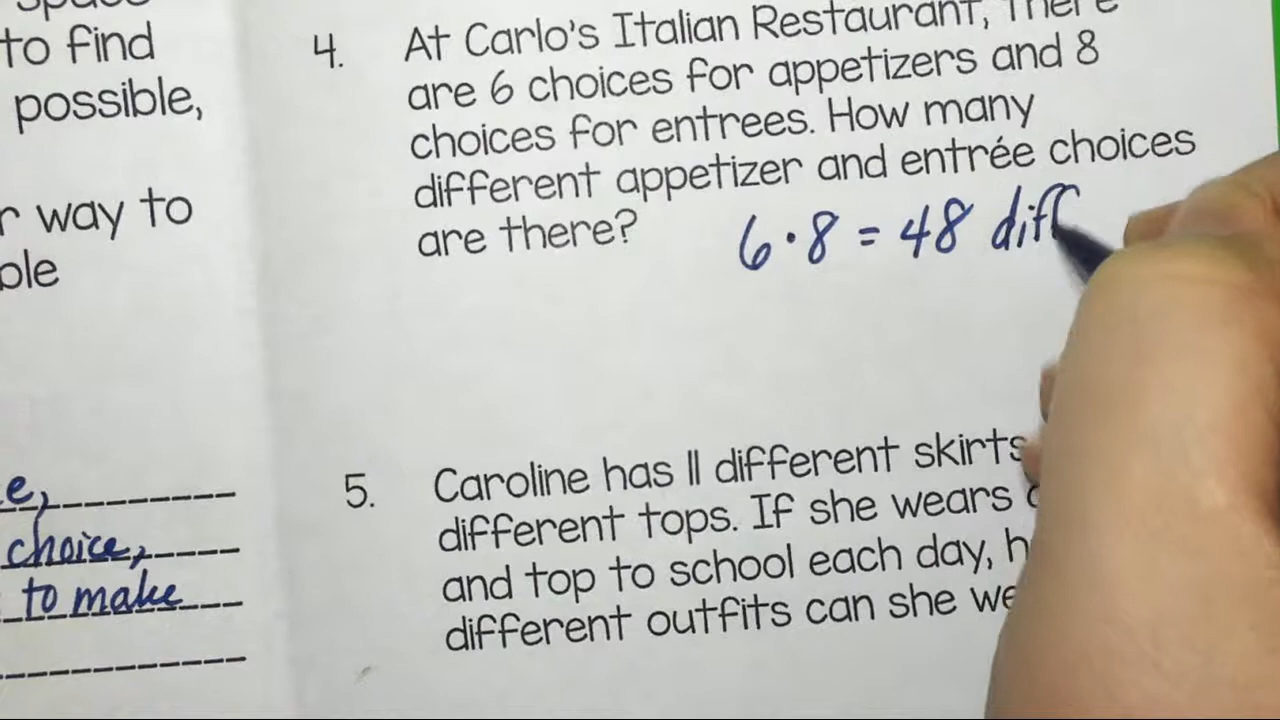 to find
possible,
way to
e,
choice,
to make
4. At Carlo's Italian Restaurant, There
are 6 choices for appetizers and 8
choices for entrees. How many
different appetizer and entrée choices
are there? 6·8 = 48 diff
5. Caroline has 11 different skirts
different tops. If she wears
and top to school each day, h
different outfits can she we